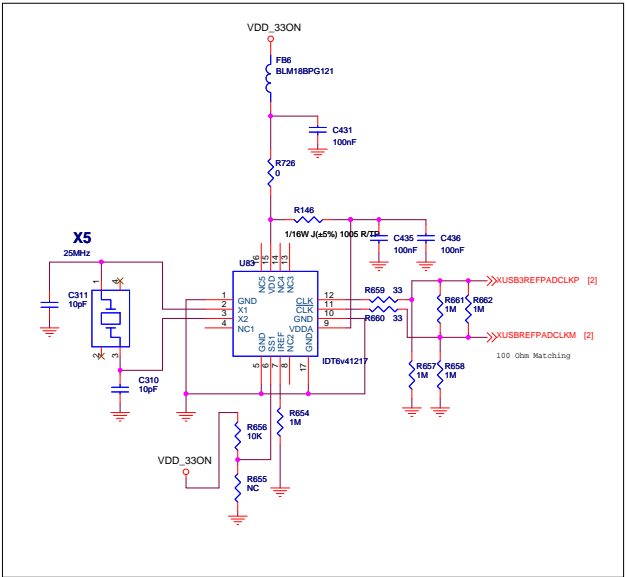 VDD_33ON
FB6
BLM18BPG121
C431
100nF
R726
0
R146
1/16W J(±5%) 1005 R/TP
C435
100nF
C436
100nF
X5
25MHz
1
4
2
3
C311
10pF
C310
10pF
U83
16
15
14
13
NC5
VDD
NC4
NC3
1
GND
2
X1
3
X2
4
NC1
CLK
12
CLK
11
GND
10
VDDA
9
GND
SS1
IREF
NC2
GND
5
6
7
8
17
IDT6v41217
R659 33
R660 33
R661
1M
R662
1M
XUSB3REFPADCLKP [2]
XUSBREFPADCLKM [2]
100 Ohm Matching
R657
1M
R658
1M
R654
1M
R656
10K
VDD_33ON
R655
NC